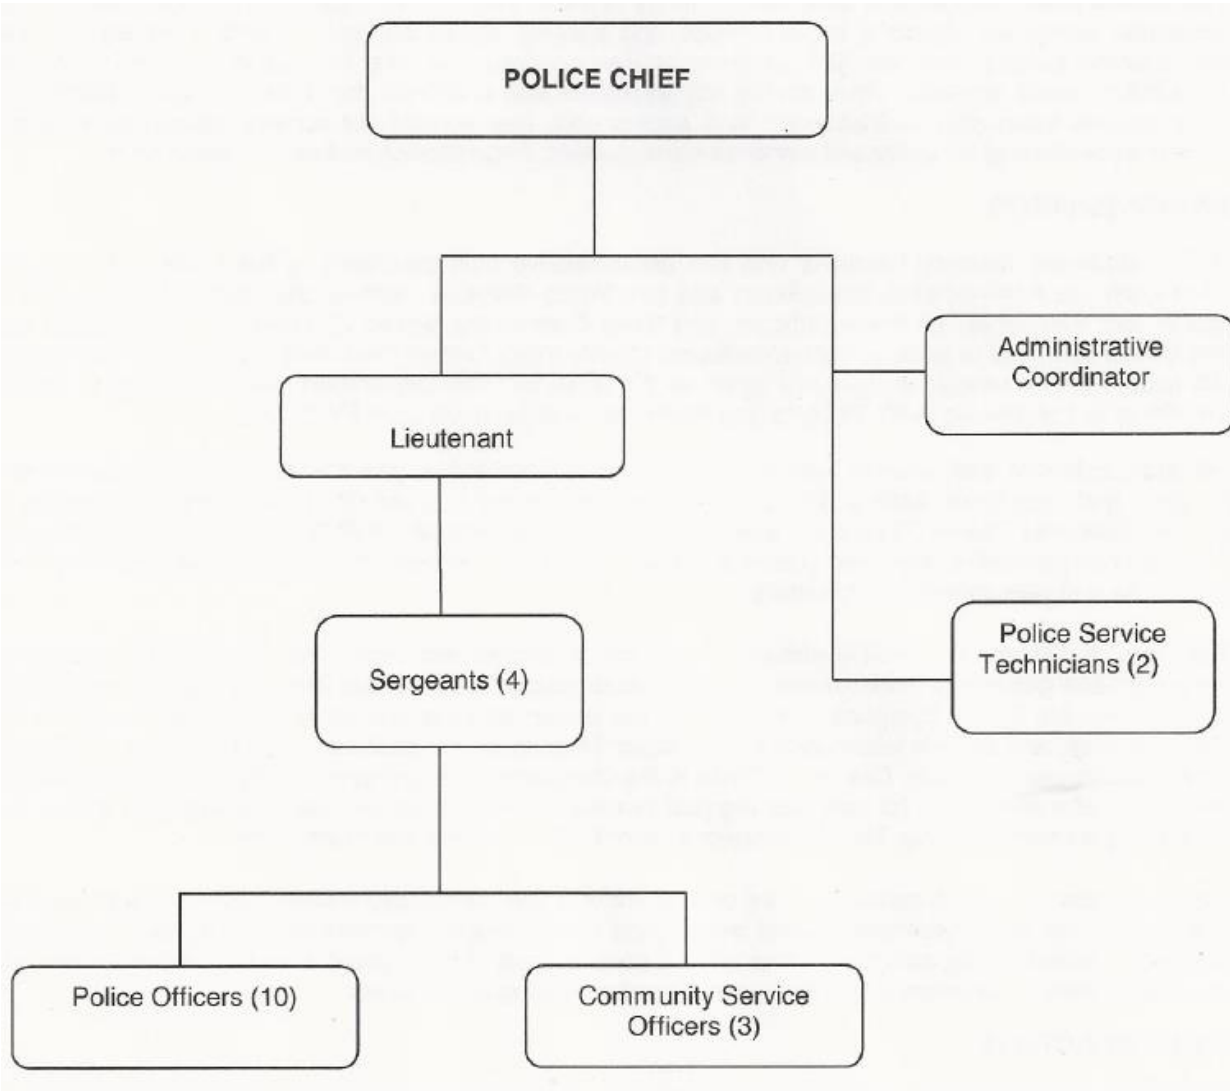 POLICE CHIEF
Administrative
Coordinator
Lieutenant
Police Service
Technicians (2)
Sergeants (4)
Police Officers (10)
Community Service
Officers (3)